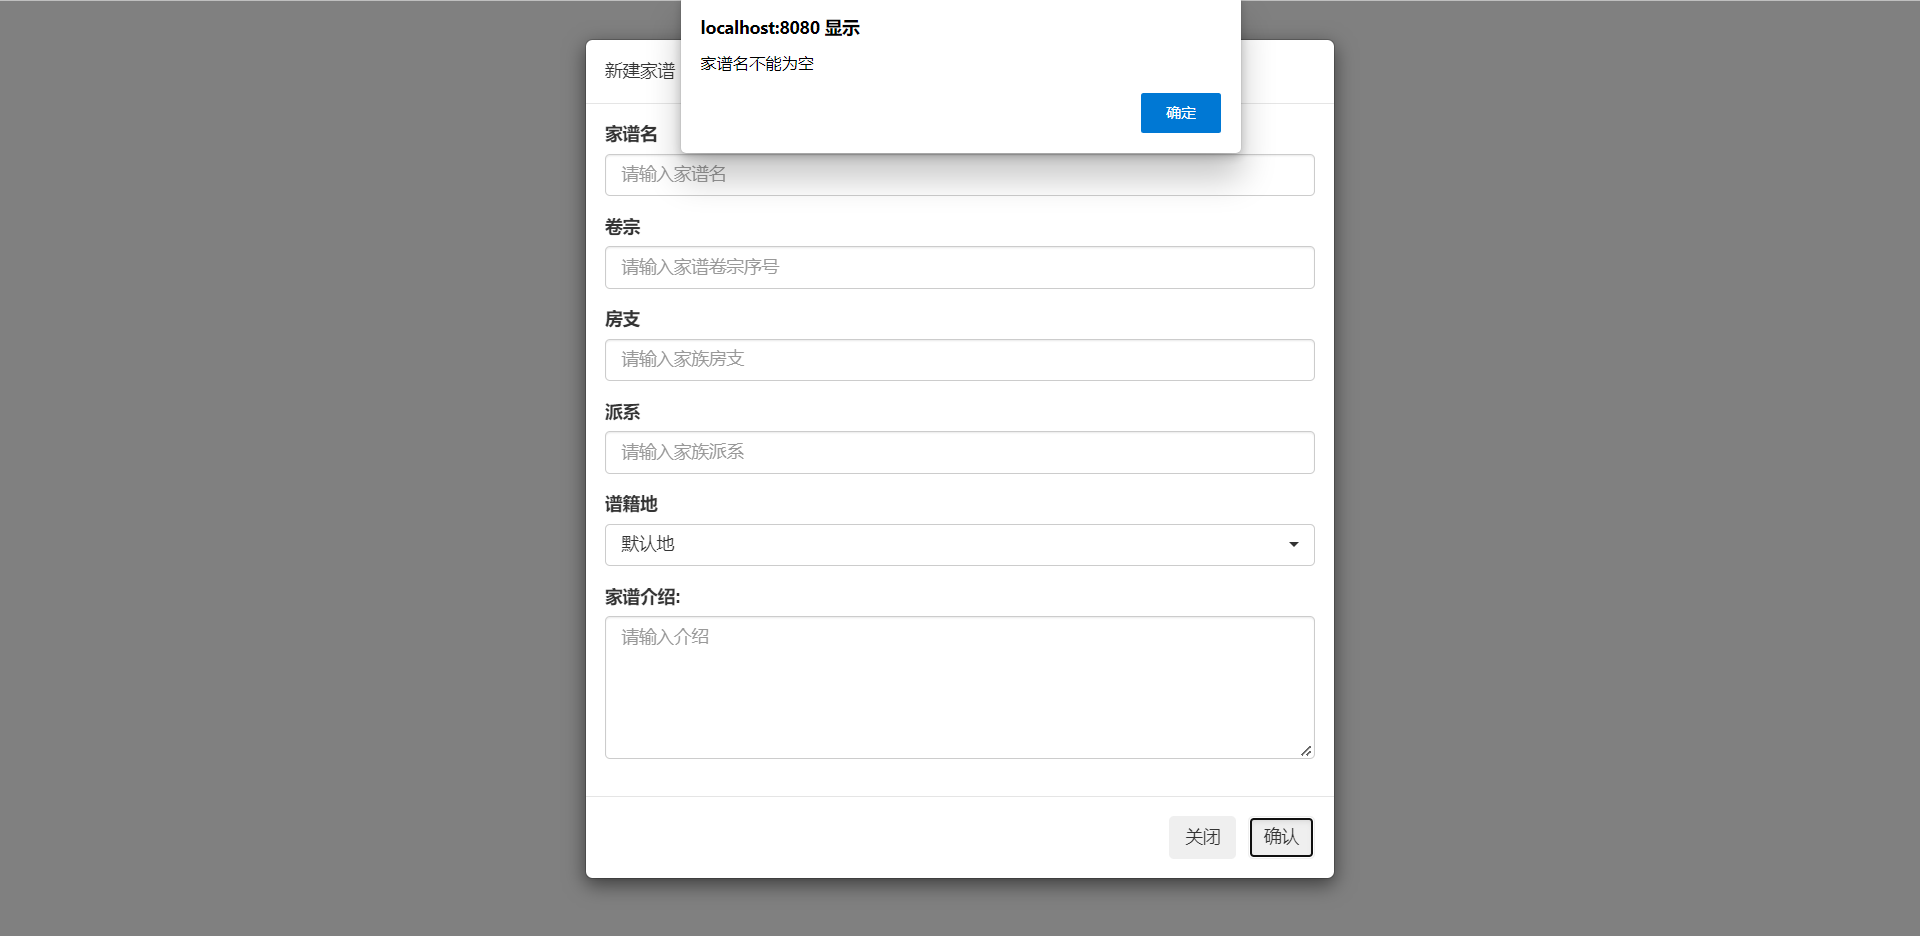 localhost:8080 显示
家谱名不能为空
确定
新建家谱
家谱名
请输入家谱名
卷宗
请输入家谱卷宗序号
房支
请输入家族房支
派系
请输入家族派系
谱籍地
默认地
家谱介绍:
请输入介绍
关闭
确认